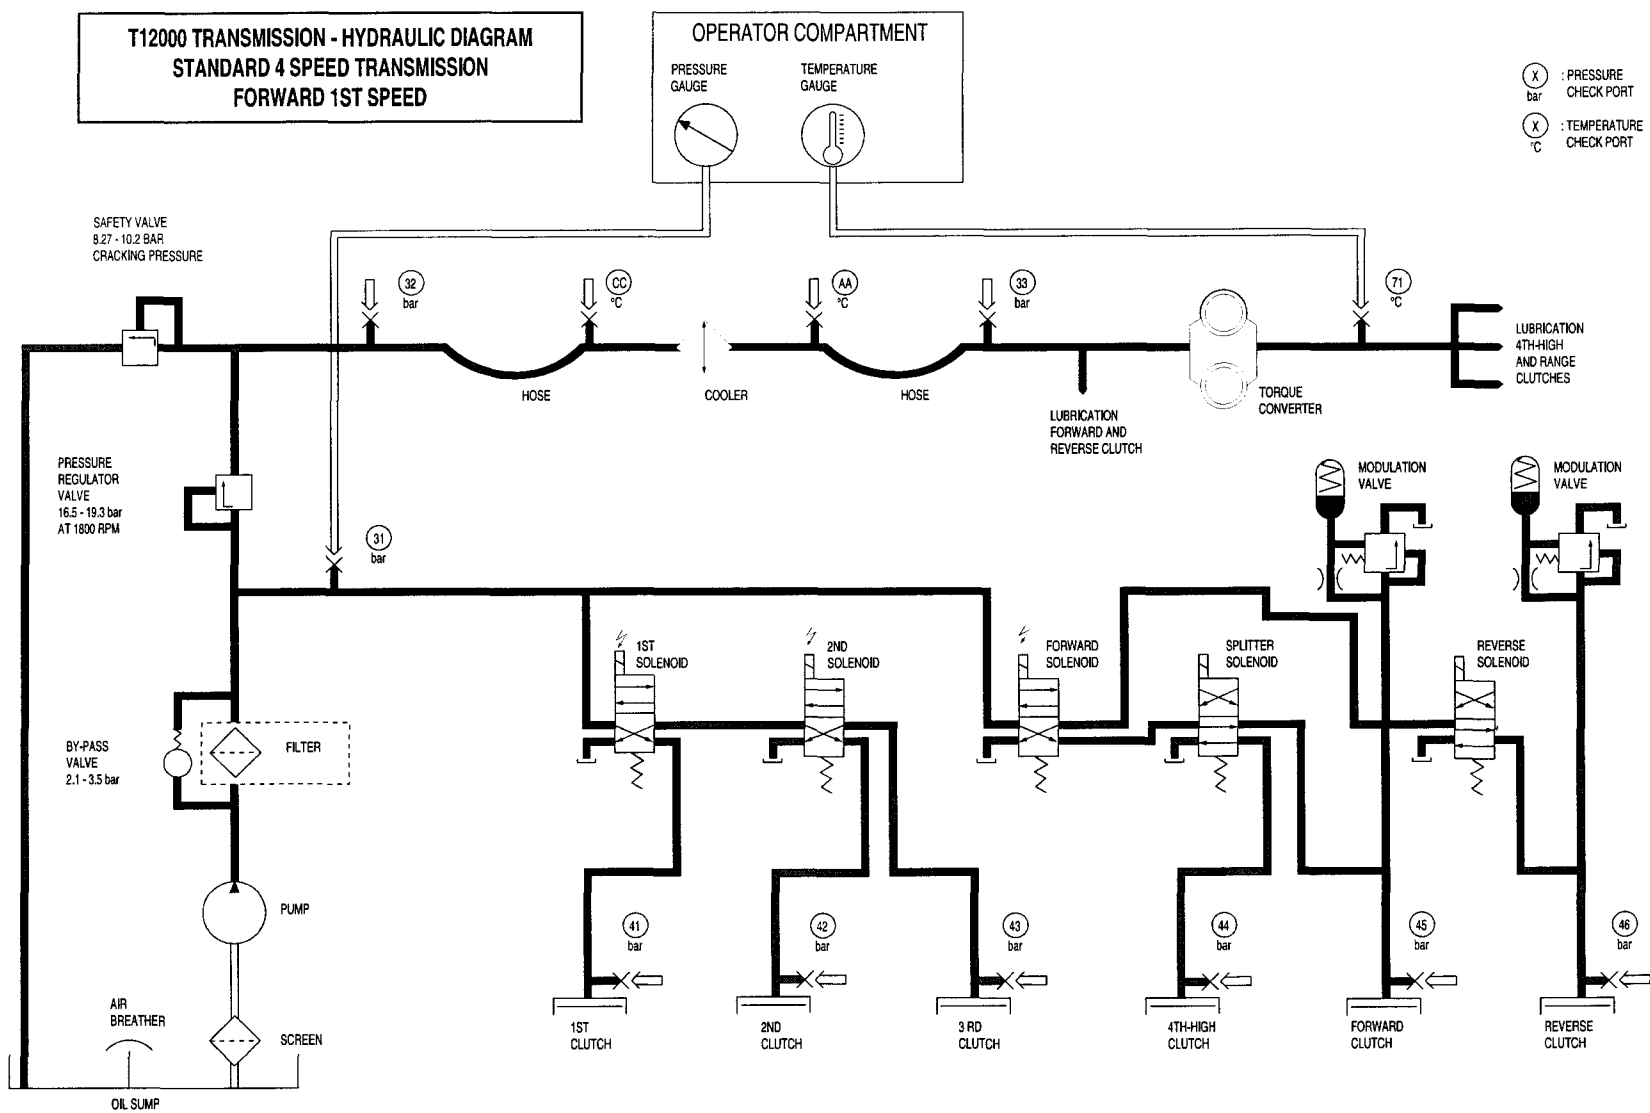 T12000 TRANSMISSION - HYDRAULIC DIAGRAM
STANDARD 4 SPEED TRANSMISSION
FORWARD 1ST SPEED
OPERATOR COMPARTMENT
PRESSURE
GAUGE
TEMPERATURE
GAUGE
X
bar
: PRESSURE
CHECK PORT
X
°C
: TEMPERATURE
CHECK PORT
SAFETY VALVE
8.27 - 10.2 BAR
CRACKING PRESSURE
32
bar
CC
°C
AA
°C
33
bar
71
°C
HOSE
COOLER
HOSE
LUBRICATION
FORWARD AND
REVERSE CLUTCH
TORQUE
CONVERTER
LUBRICATION
4TH-HIGH
AND RANGE
CLUTCHES
PRESSURE
REGULATOR
VALVE
16.5 - 19.3 bar
AT 1800 RPM
31
bar
MODULATION
VALVE
MODULATION
VALVE
1ST
SOLENOID
2ND
SOLENOID
FORWARD
SOLENOID
SPLITTER
SOLENOID
REVERSE
SOLENOID
BY-PASS
VALVE
2.1 - 3.5 bar
FILTER
PUMP
41
bar
42
bar
43
bar
44
bar
45
bar
46
bar
AIR
BREATHER
SCREEN
OIL SUMP
1ST
CLUTCH
2ND
CLUTCH
3 RD
CLUTCH
4TH-HIGH
CLUTCH
FORWARD
CLUTCH
REVERSE
CLUTCH